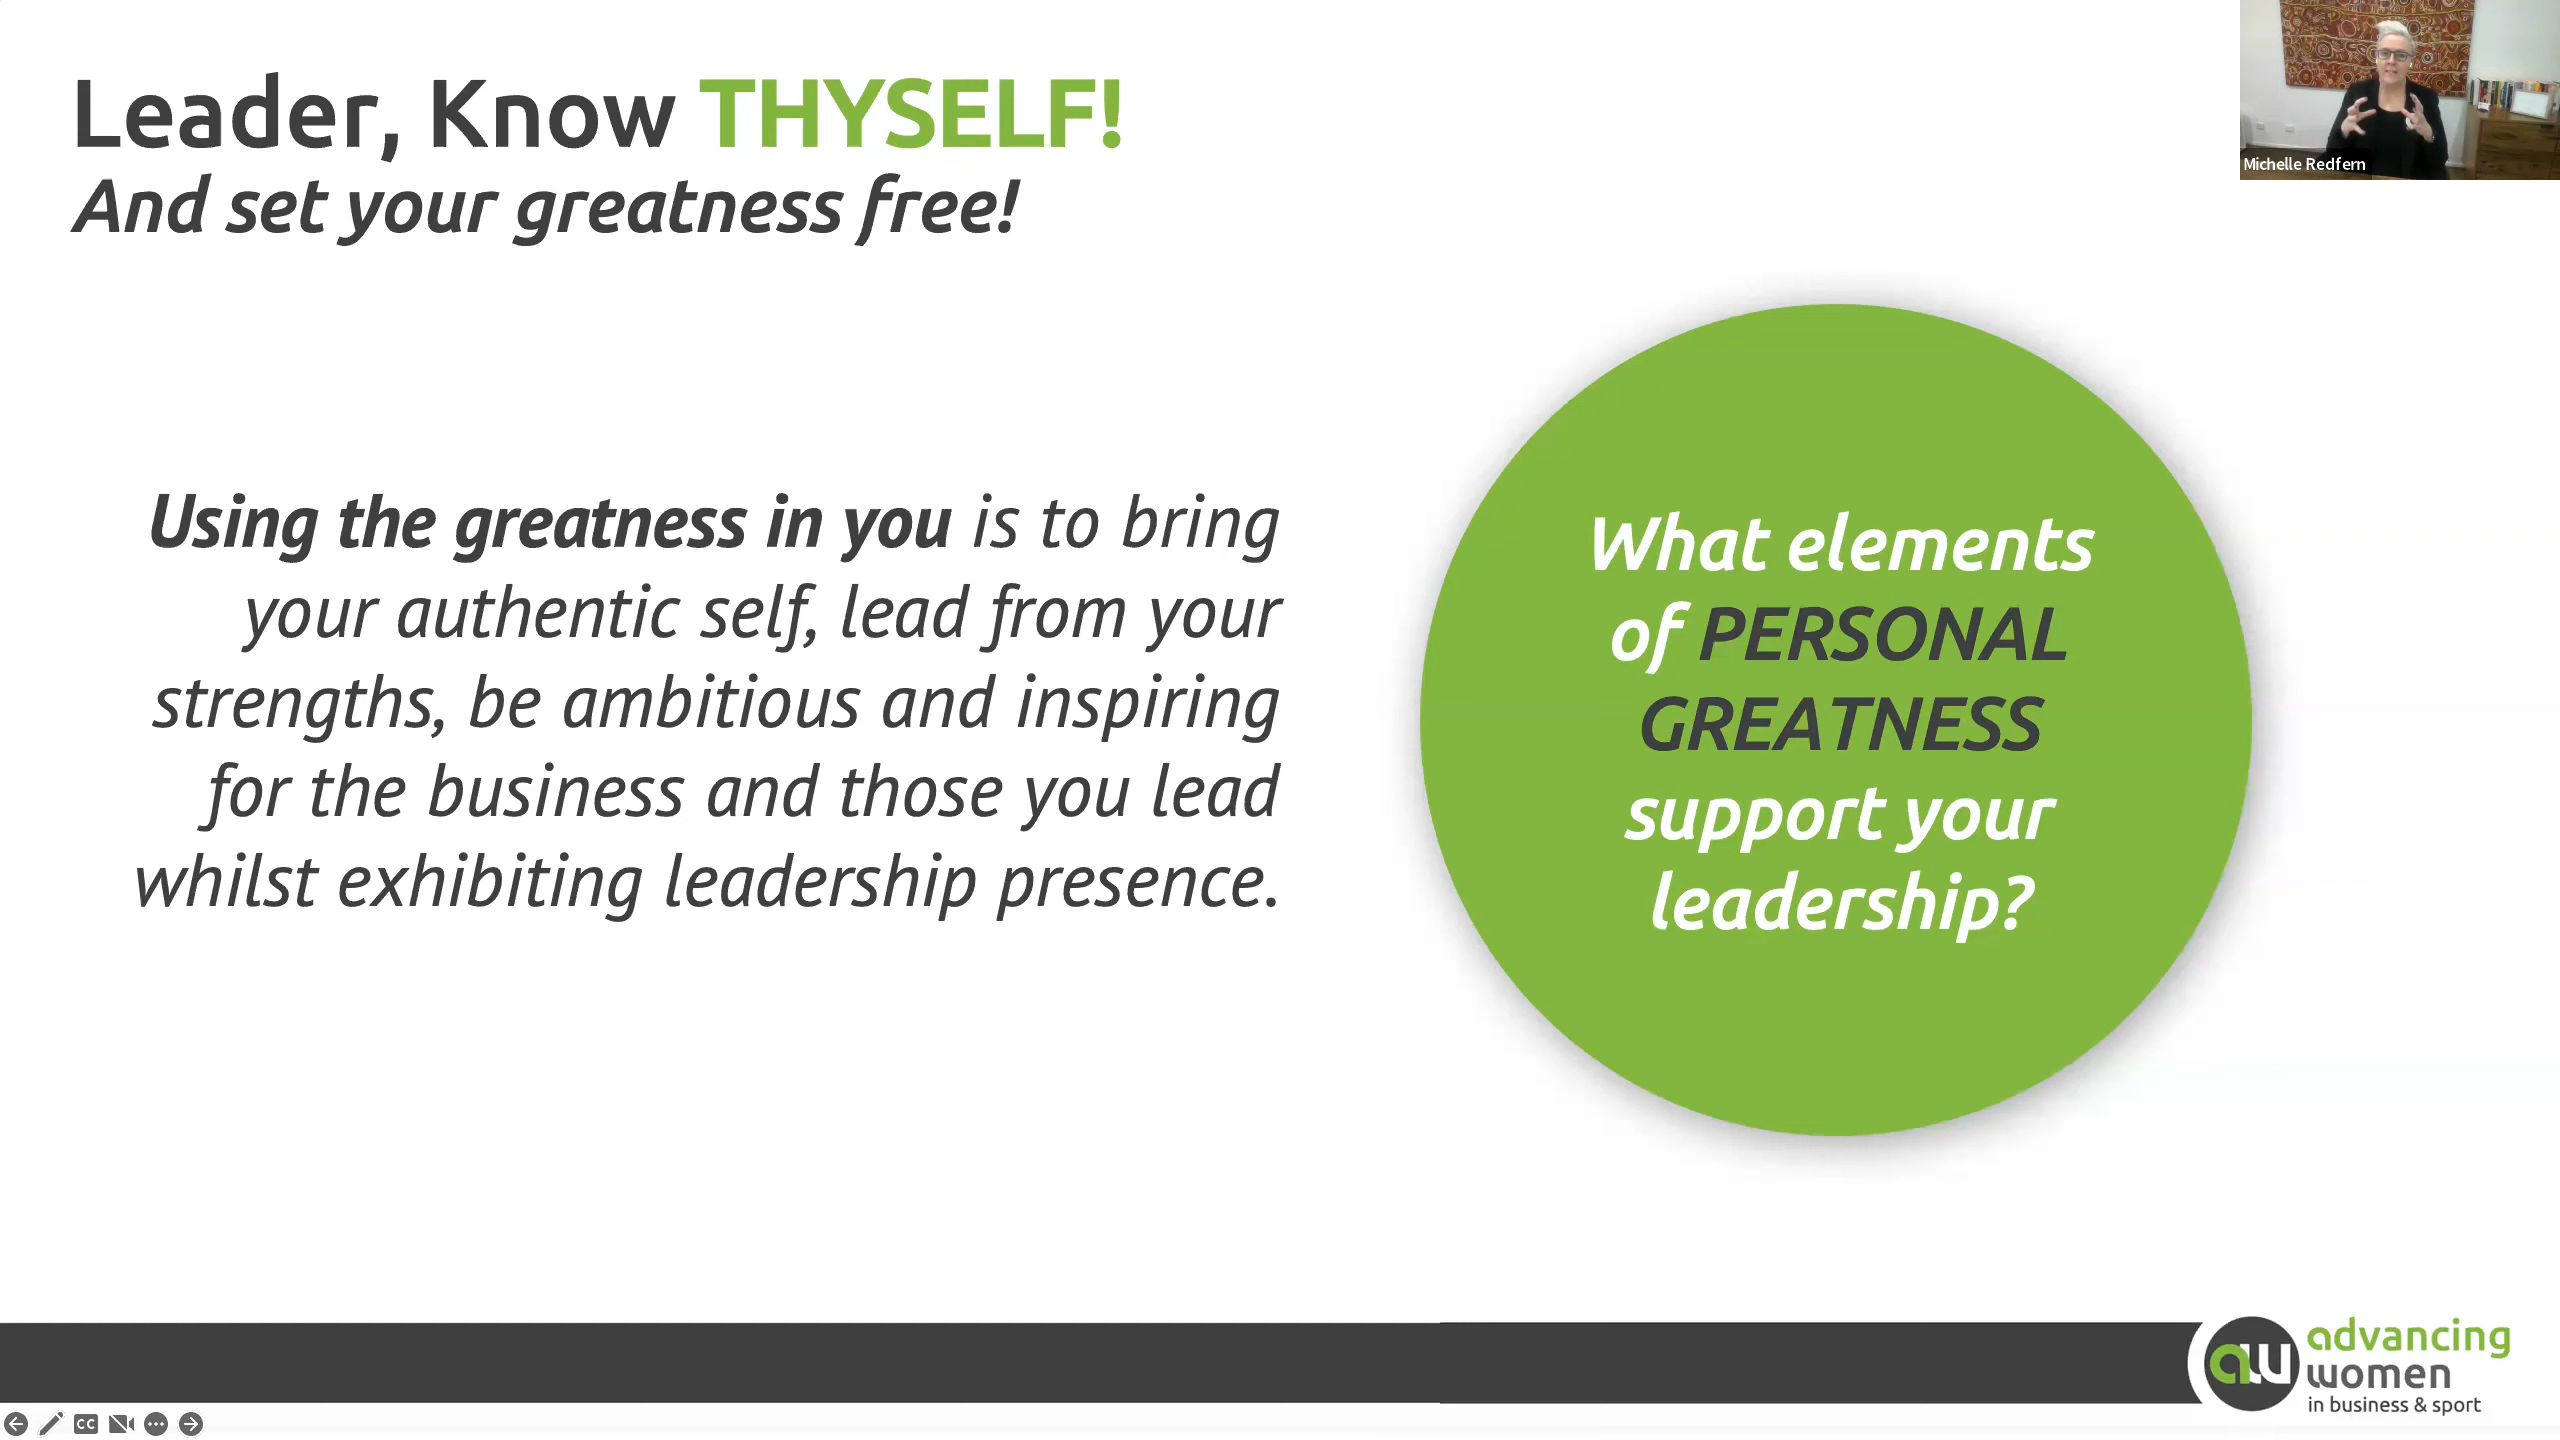 Leader, Know THYSELF!
And set your greatness free!
Michelle Redfern
Using the greatness in you is to bring
your authentic self, lead from your
strengths, be ambitious and inspiring
for the business and those you lead
whilst exhibiting leadership presence.
What elements
of PERSONAL
GREATNESS
support your
leadership?
aw
advancing
women
in business & sport
CC